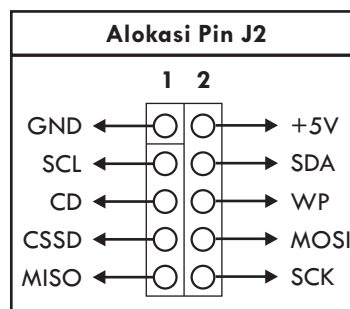 Alokasi Pin J2
1 2
GND +5V
SCL SDA
CD WP
CSSD MOSI
MISO SCK